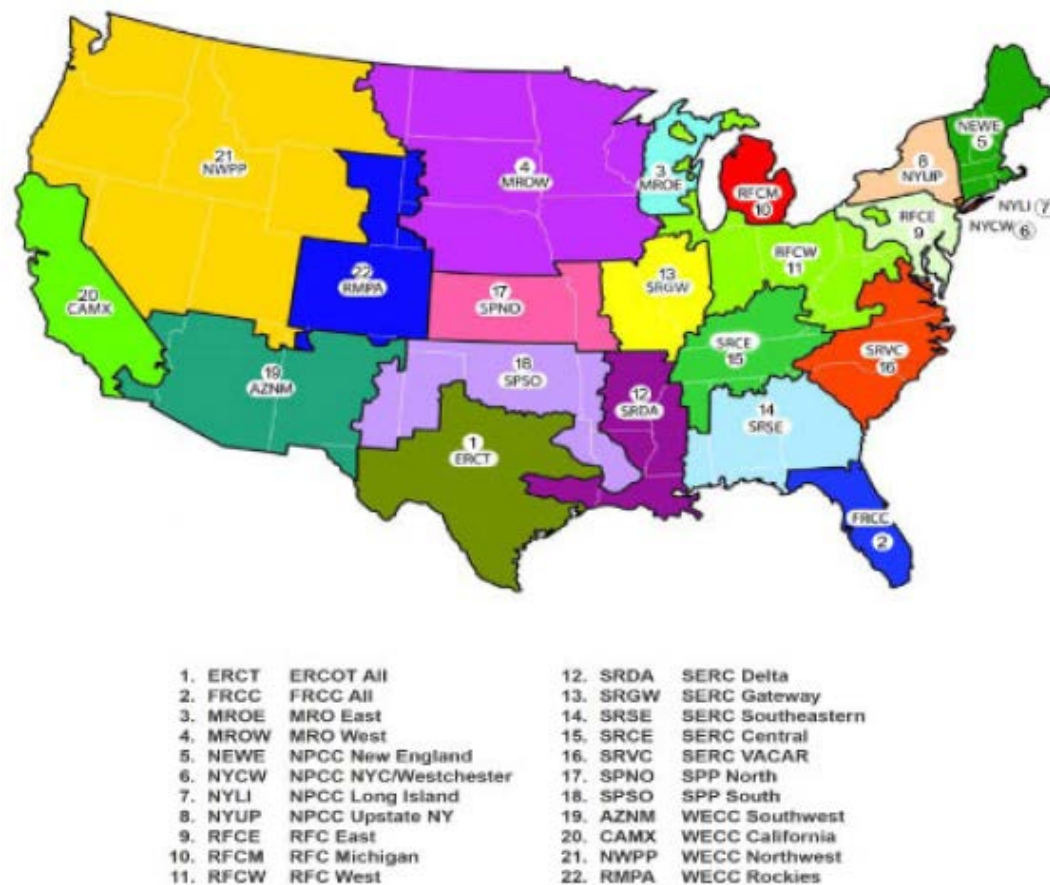 21
NWPP
4
MROW
3
MROE
RFCM
10
NEWE
5
8
NYUP
NYLI 7
NYCW 6
RFCE
9
RFCW
11
22
RMPA
20
CAMX
17
SPNO
13
SRGW
SRCE
15
SRVC
16
19
AZNM
18
SPSO
12
SRDA
14
SRSE
1
ERCT
FRCC
2
1. ERCT ERCOT All
2. FRCC FRCC All
3. MROE MRO East
4. MROW MRO West
5. NEWE NPCC New England
6. NYCW NPCC NYC/Westchester
7. NYLI NPCC Long Island
8. NYUP NPCC Upstate NY
9. RFCE RFC East
10. RFCM RFC Michigan
11. RFCW RFC West
12. SRDA SERC Delta
13. SRGW SERC Gateway
14. SRSE SERC Southeastern
15. SRCE SERC Central
16. SRVC SERC VACAR
17. SPNO SPP North
18. SPSO SPP South
19. AZNM WECC Southwest
20. CAMX WECC California
21. NWPP WECC Northwest
22. RMPA WECC Rockies